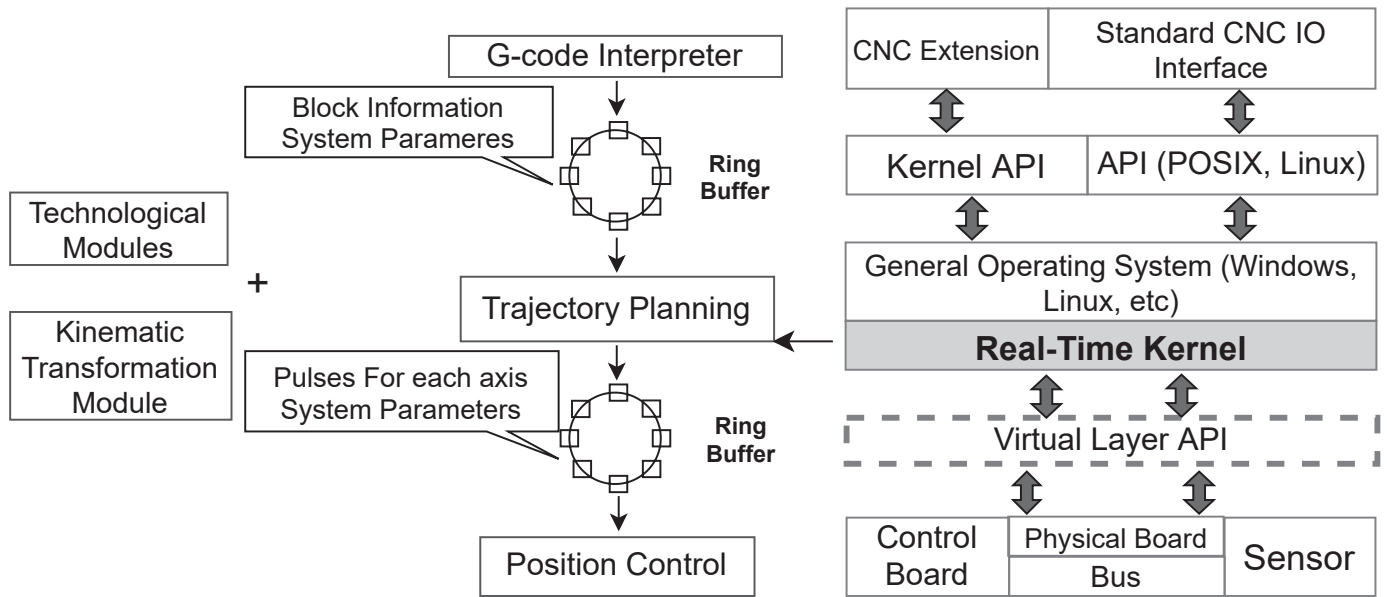 G-code Interpreter
Block Information
System Parameres
Ring
Buffer
Technological
Modules
+
Kinematic
Transformation
Module
Trajectory Planning
Pulses For each axis
System Parameters
Ring
Buffer
Position Control
CNC Extension
Standard CNC IO
Interface
Kernel API
API (POSIX, Linux)
General Operating System (Windows,
Linux, etc)
Real-Time Kernel
Virtual Layer API
Control
Board
Physical Board
Bus
Sensor